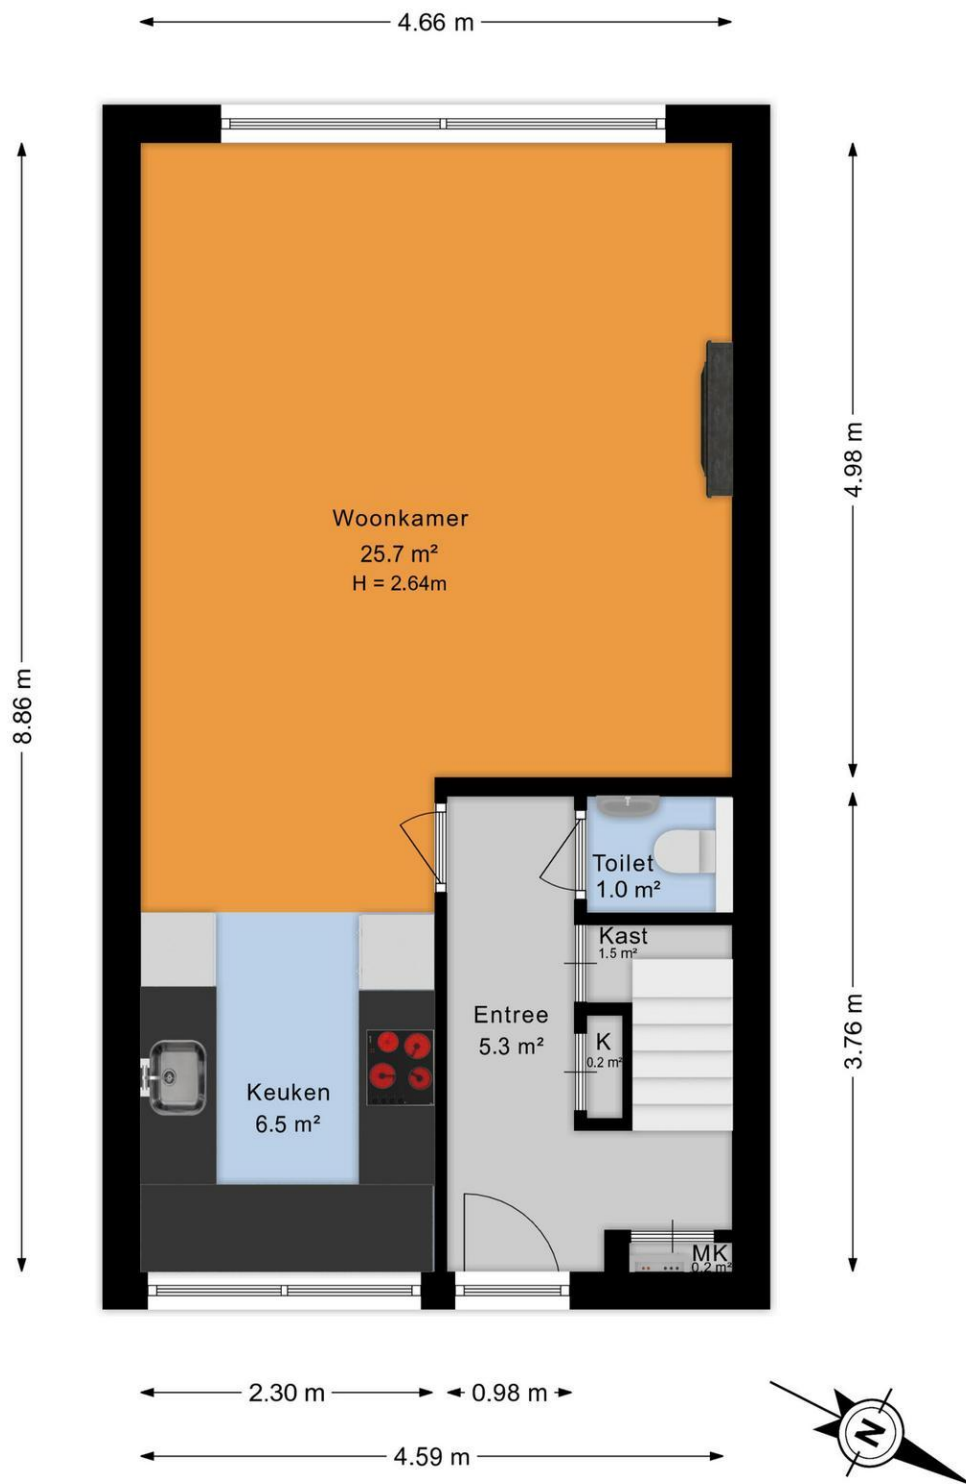 4.66 m
Woonkamer
25.7 m²
H = 2.64m
4.98 m
8.86 m
Toilet
1.0 m²
Kast
1.5 m²
Entree
5.3 m²
K
0.2 m²
3.76 m
Keuken
6.5 m²
MK
0.2 m²
2.30 m
0.98 m
4.59 m
N